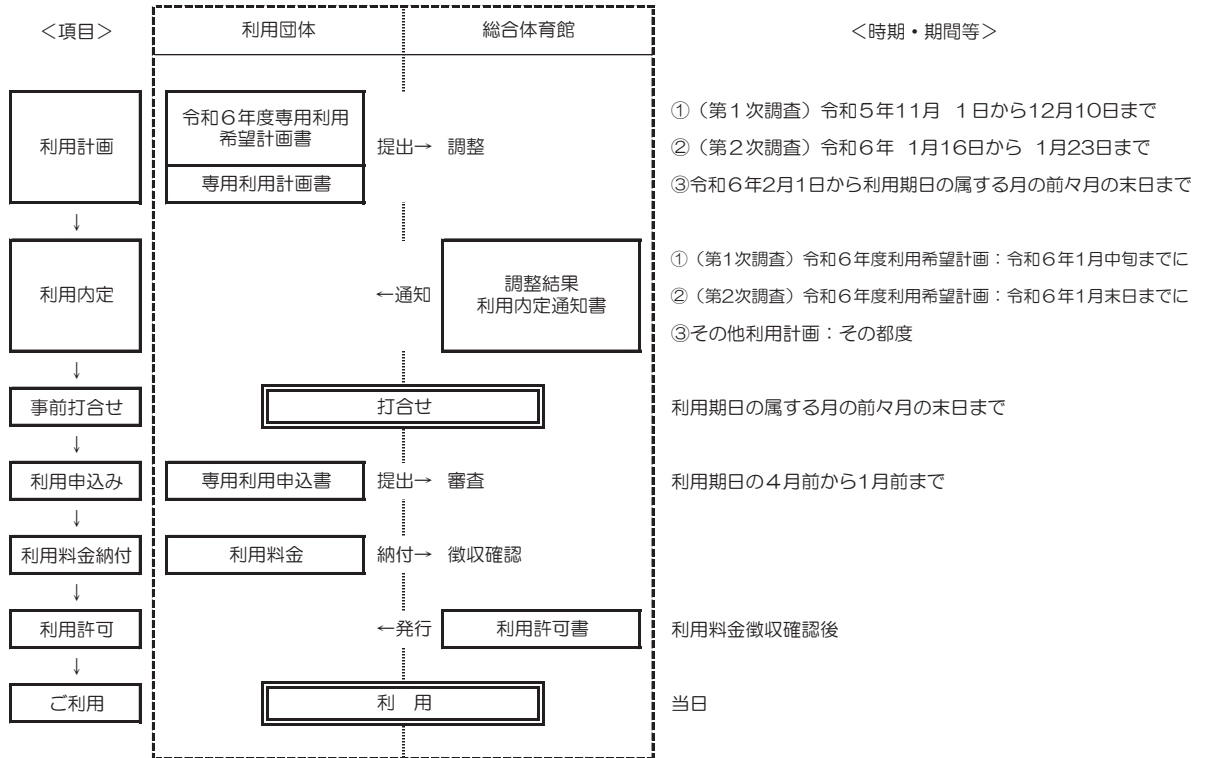 ＜項目＞ 利用団体 総合体育館 ＜時期・期間等＞
利用計画
令和６年度専用利用
希望計画書
専用利用計画書
提出→ 調整
①（第１次調査）令和５年11月 1日から12月10日まで
②（第２次調査）令和６年 1月16日から 1月23日まで
③令和６年2月1日から利用期日の属する月の前々月の末日まで
↓
利用内定
←通知
調整結果
利用内定通知書
①（第1次調査）令和６年度利用希望計画：令和６年1月中旬までに
②（第2次調査）令和６年度利用希望計画：令和６年1月末日までに
③その他利用計画：その都度
↓
事前打合せ 打合せ 利用期日の属する月の前々月の末日まで
↓
利用申込み 専用利用申込書 提出→ 審査 利用期日の４月前から1月前まで
↓
利用料金納付 利用料金 納付→ 徴収確認
↓
利用許可 ←発行 利用許可書 利用料金徴収確認後
↓
ご利用 利 用 当日